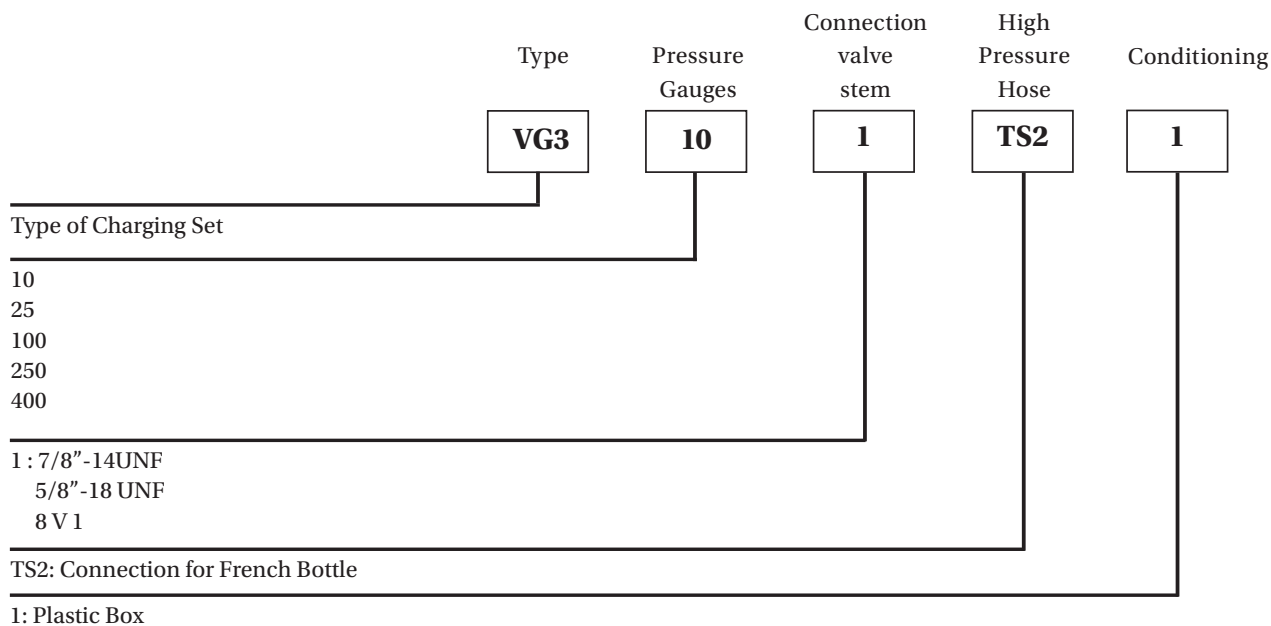 Type
Pressure
Gauges
Connection
valve
stem
High
Pressure
Hose
Conditioning
VG3
10
1
TS2
1
Type of Charging Set
10
25
100
250
400
1 : 7/8”-14UNF
5/8”-18 UNF
8 V 1
TS2: Connection for French Bottle
1: Plastic Box